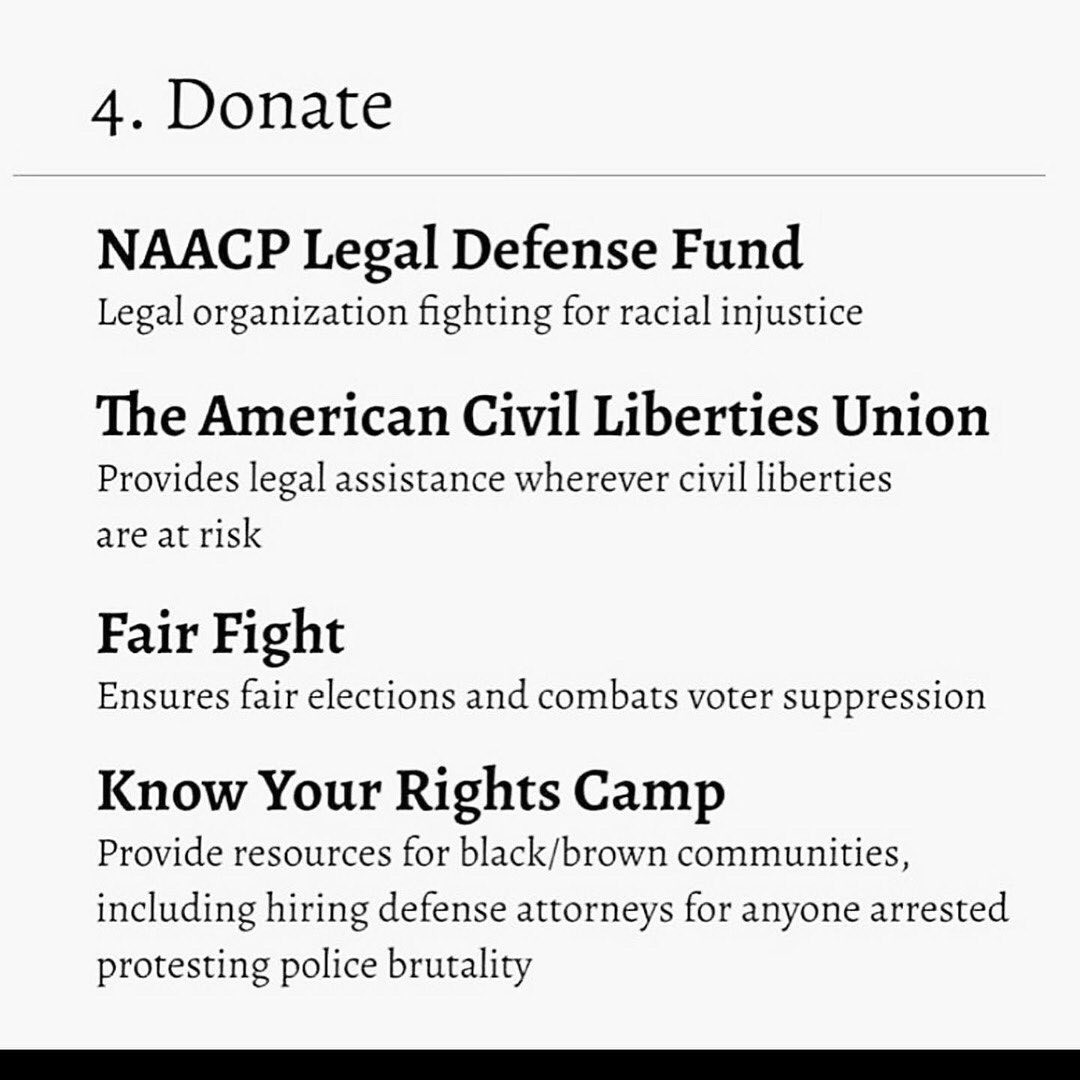 4. Donate
NAACP Legal Defense Fund
Legal organization fighting for racial injustice
The American Civil Liberties Union
Provides legal assistance wherever civil liberties
are at risk
Fair Fight
Ensures fair elections and combats voter suppression
Know Your Rights Camp
Provide resources for black/brown communities,
including hiring defense attorneys for anyone arrested
protesting police brutality